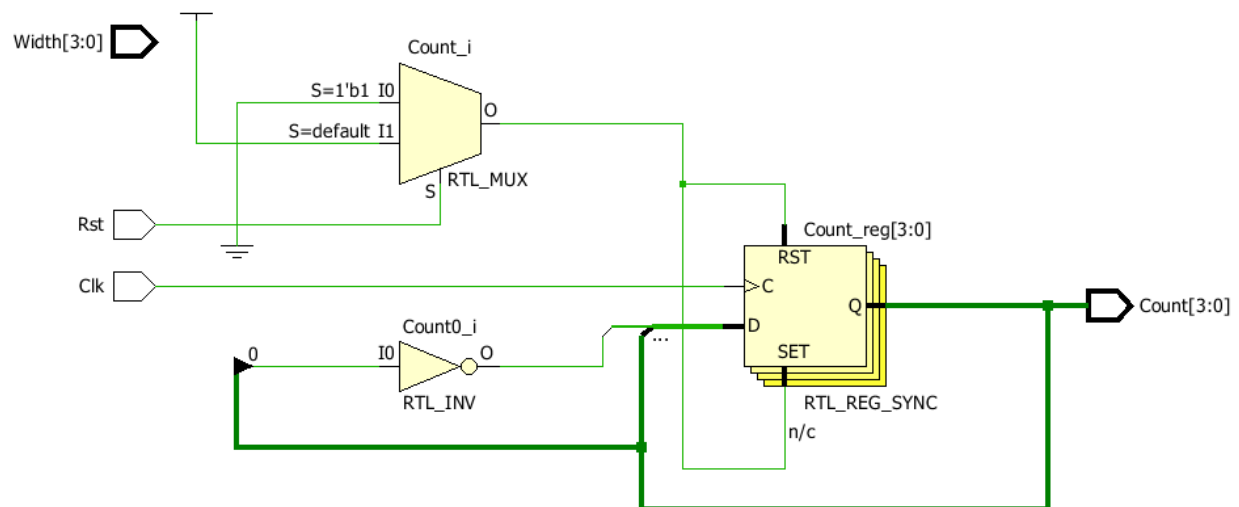 Width[3:0]
Count_i
S=1'b1 I0
O
S=default I1
S
RTL_MUX
Rst
Count_reg[3:0]
RST
Clk
C
Q
Count[3:0]
Count0_i
D
...
0
I0
O
SET
RTL_INV
RTL_REG_SYNC
n/c